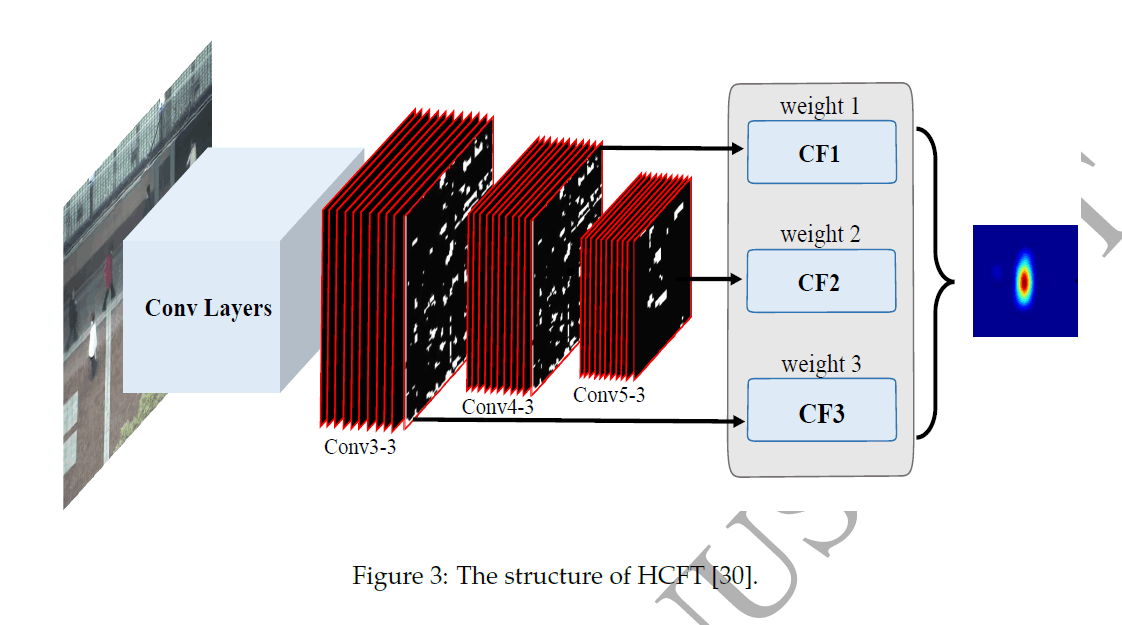 weight 1
CF1
weight 2
CF2
Conv Layers
weight 3
Conv4-3
Conv5-3
CF3
Conv3-3
Figure 3: The structure of HCFT [30].